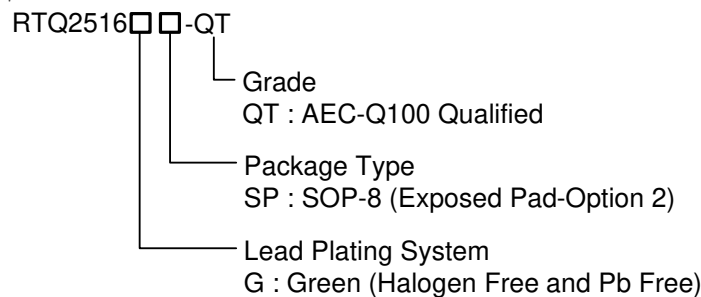 RTQ2516□ □-QT
Grade
QT : AEC-Q100 Qualified
Package Type
SP : SOP-8 (Exposed Pad-Option 2)
Lead Plating System
G : Green (Halogen Free and Pb Free)